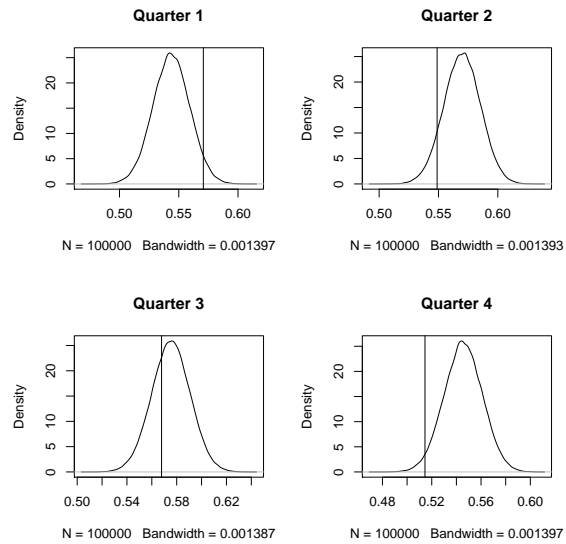 Quarter 1
Density
20
10
5
0
0.50 0.55 0.60
N = 100000 Bandwidth = 0.001397
Quarter 2
Density
20
10
5
0
0.50 0.55 0.60
N = 100000 Bandwidth = 0.001393
Quarter 3
Density
20
10
5
0
0.50 0.54 0.58 0.62
N = 100000 Bandwidth = 0.001387
Quarter 4
Density
20
10
5
0
0.48 0.52 0.56 0.60
N = 100000 Bandwidth = 0.001397